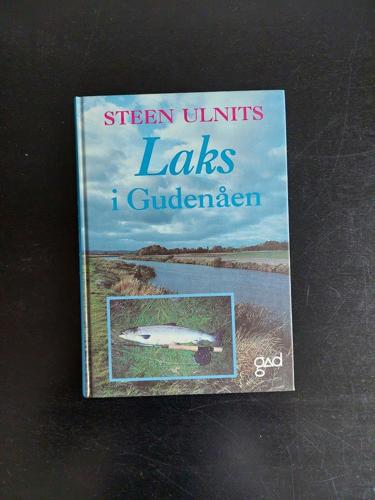 STEEN ULNITS
Laks
i Gudenåen
gad